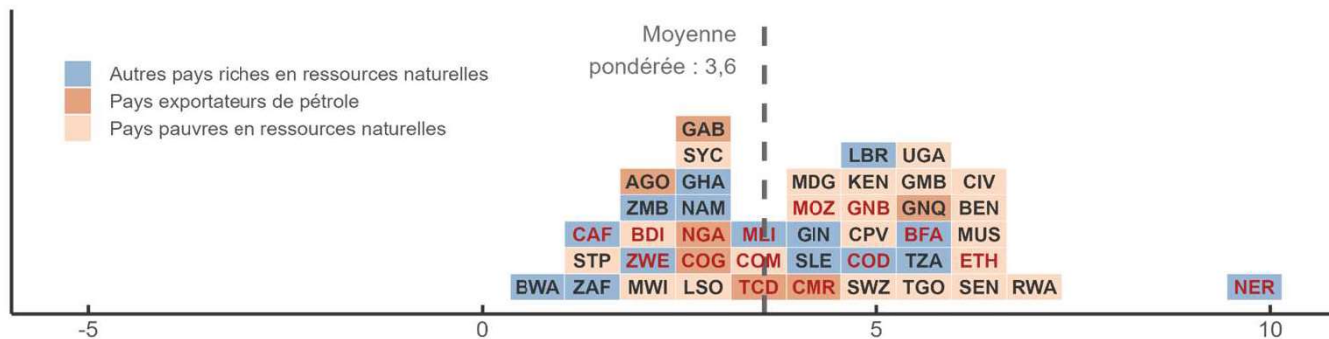 Moyenne
pondérée : 3,6
Autres pays riches en ressources naturelles
Pays exportateurs de pétrole
Pays pauvres en ressources naturelles
GAB
SYC LBR UGA
AGO GHA MDG KEN GMB CIV
ZMB NAM MOZ GNB GNQ BEN
CAF BDI NGA MLI GIN CPV BFA MUS
STP ZWE COG COM SLE COD TZA ETH
BWA ZAF MWI LSO TCD CMR SWZ TGO SEN RWA NER
-5 0 5 10